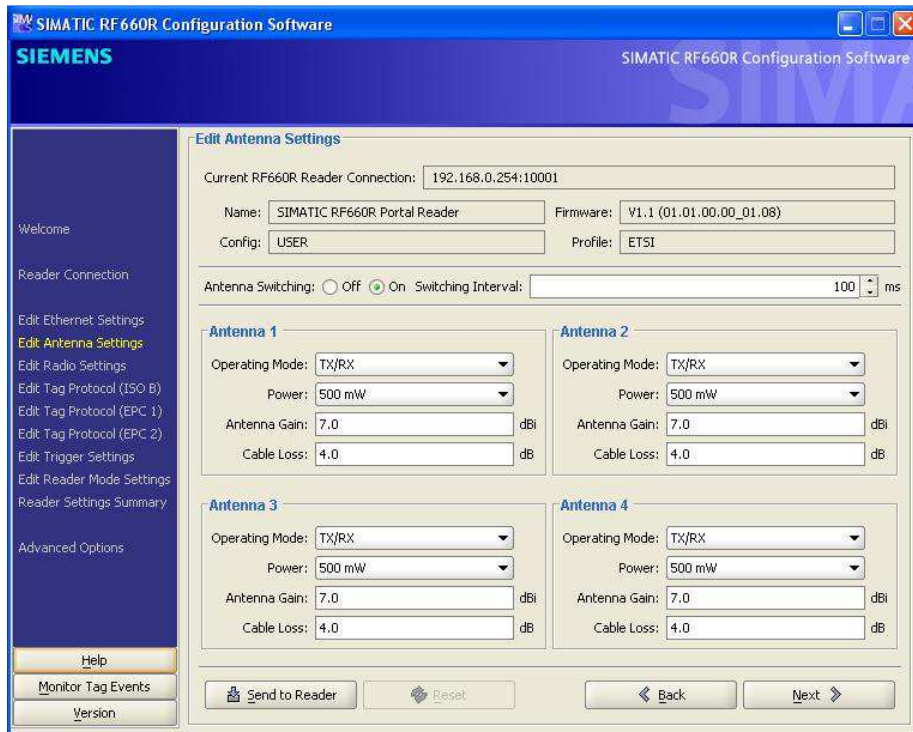 SIMATIC RF660R Configuration Software
SIEMENS
SIMATIC RF660R Configuration Software
Welcome
Reader Connection
Edit Ethernet Settings
Edit Antenna Settings
Edit Radio Settings
Edit Tag Protocol (ISO B)
Edit Tag Protocol (EPC 1)
Edit Tag Protocol (EPC 2)
Edit Trigger Settings
Edit Reader Mode Settings
Reader Settings Summary
Advanced Options
Help
Monitor Tag Events
Version
Edit Antenna Settings
Current RF660R Reader Connection: 192.168.0.254:10001
Name: SIMATIC RF660R Portal Reader Firmware: V1.1 (01.01.00.00_01.08)
Config: USER Profile: ETSI
Antenna Switching: Off On Switching Interval: 100 ms
Antenna 1
Operating Mode: TX/RX
Power: 500 mW
Antenna Gain: 7.0 dBi
Cable Loss: 4.0 dB
Antenna 2
Operating Mode: TX/RX
Power: 500 mW
Antenna Gain: 7.0 dBi
Cable Loss: 4.0 dB
Antenna 3
Operating Mode: TX/RX
Power: 500 mW
Antenna Gain: 7.0 dBi
Cable Loss: 4.0 dB
Antenna 4
Operating Mode: TX/RX
Power: 500 mW
Antenna Gain: 7.0 dBi
Cable Loss: 4.0 dB
Send to Reader Reset Back Next